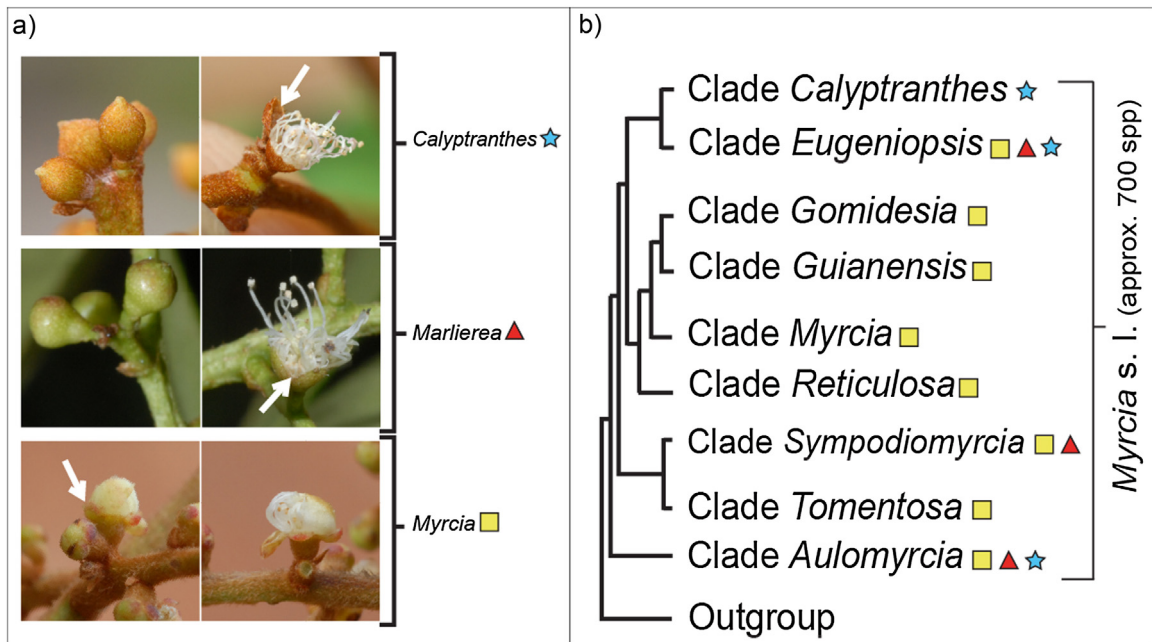 a)
Calyptranthes
Marlierea
Myrcia
b)
Clade Calyptranthes
Clade Eugeniopsis
Clade Gomidesia
Clade Guianensis
Clade Myrcia
Clade Reticulosa
Clade Sympodiomyrcia
Clade Tomentosa
Clade Aulomyrcia
Outgroup
Myrcia s. l. (approx. 700 spp)